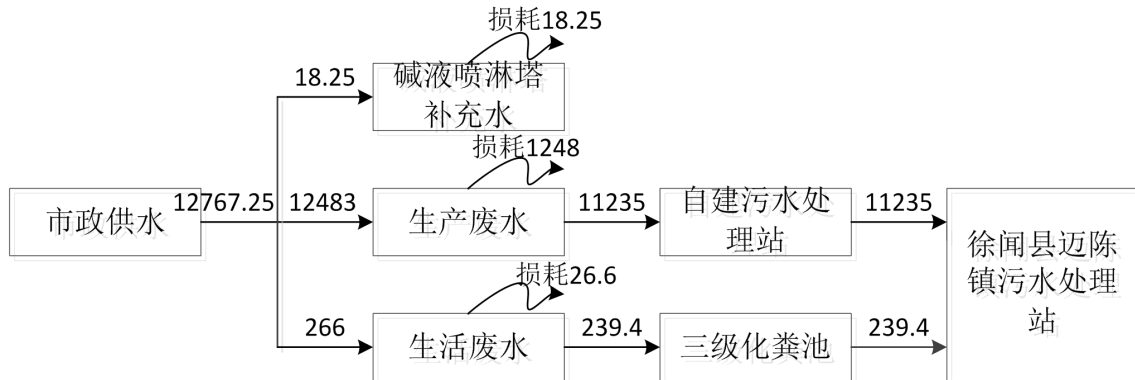 损耗18.25
18.25
碱液喷淋塔
补充水
损耗1248
市政供水
12767.25
12483
生产废水
11235
自建污水处
理站
11235
徐闻县迈陈
镇污水处理
站
损耗26.6
266
生活废水
239.4
三级化粪池
239.4